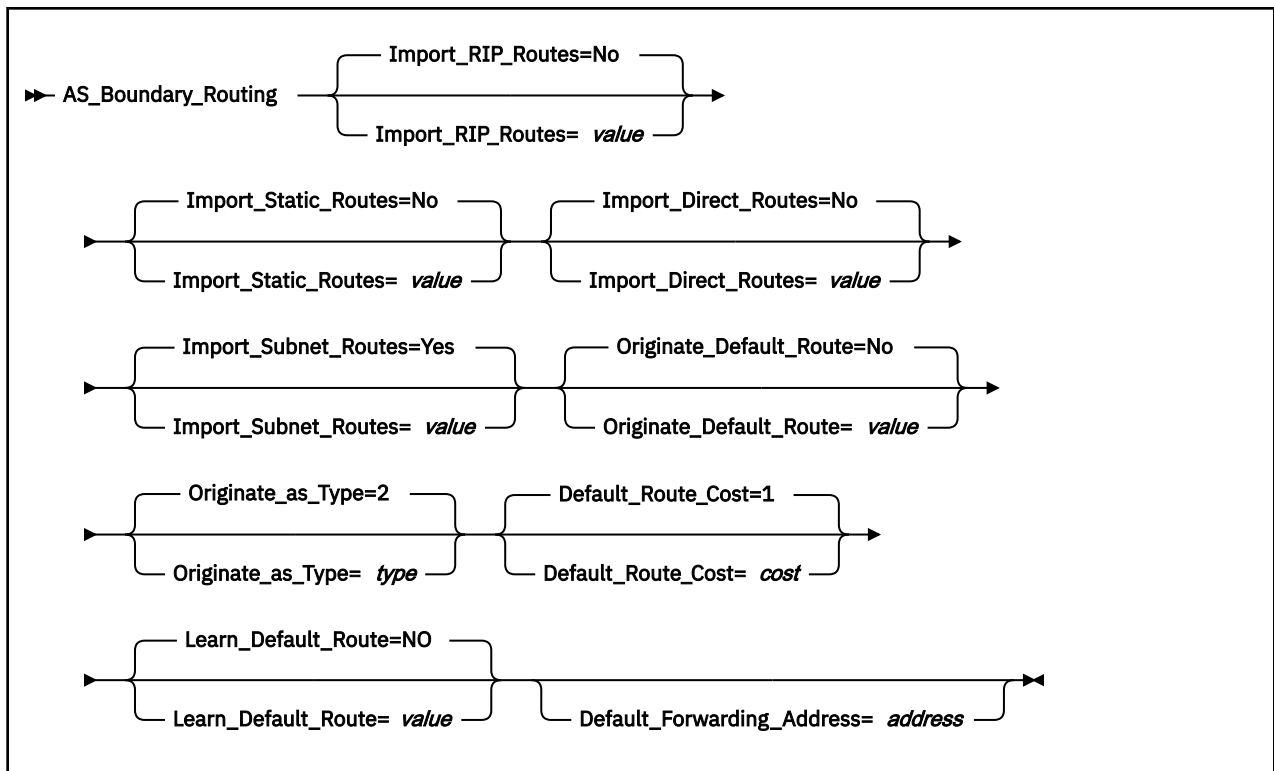 Import_RIP_Routes=No
AS_Boundary_Routing
Import_RIP_Routes= value
Import_Static_Routes=No Import_Direct_Routes=No
Import_Static_Routes= value Import_Direct_Routes= value
Import_Subnet_Routes=Yes Originate_Default_Route=No
Import_Subnet_Routes= value Originate_Default_Route= value
Originate_as_Type=2 Default_Route_Cost=1
Originate_as_Type= type Default_Route_Cost= cost
Learn_Default_Route=NO
Learn_Default_Route= value Default_Forwarding_Address= address